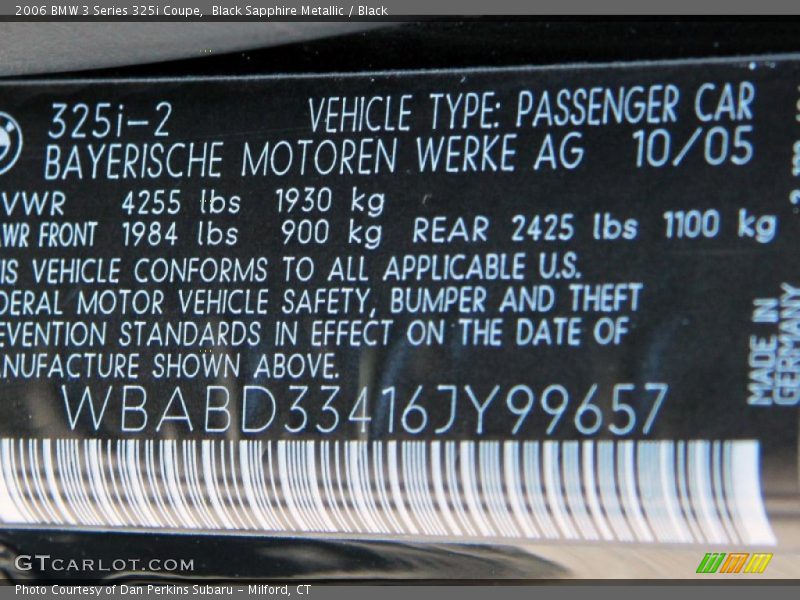 2006 BMW 3 Series 325i Coupe, Black Sapphire Metallic / Black
325i-2 VEHICLE TYPE: PASSENGER CAR
BAYERISCHE MOTOREN WERKE AG 10/05
VWR 4255 lbs 1930 kg
WR FRONT 1984 lbs 900 kg REAR 2425 lbs 1100 kg
IS VEHICLE CONFORMS TO ALL APPLICABLE U.S.
DERAL MOTOR VEHICLE SAFETY, BUMPER AND THEFT
EVENTION STANDARDS IN EFFECT ON THE DATE OF
NUFACTURE SHOWN ABOVE.
MADE IN
GERMANY
WBABD33416JY99657
GTCARLOT.COM
Photo Courtesy of Dan Perkins Subaru - Milford, CT